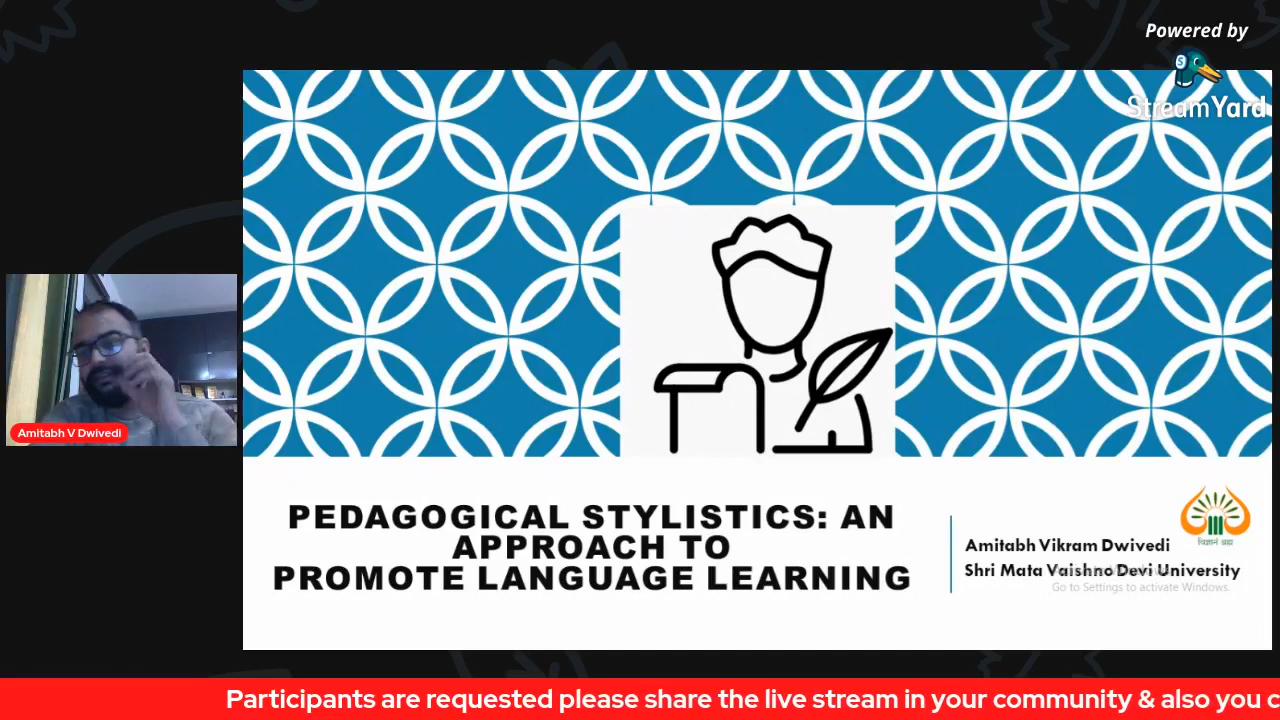 Powered by
StreamYard
Amitabh V Dwivedi
PEDAGOGICAL STYLISTICS: AN
APPROACH TO
PROMOTE LANGUAGE LEARNING
विज्ञानं ब्रह्म
Amitabh Vikram Dwivedi
Shri Mata Vaishno Devi University
Go to Settings to activate Windows.
Participants are requested please share the live stream in your community & also you c